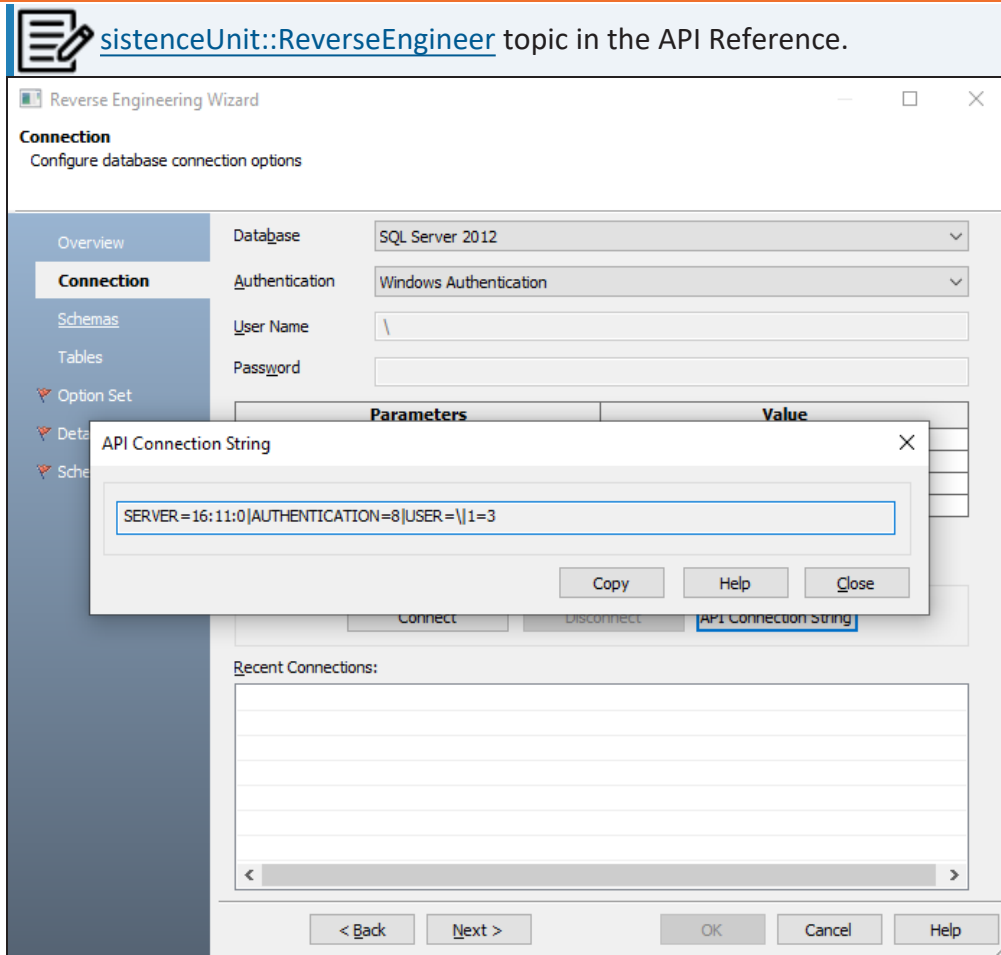 sistenceUnit::ReverseEngineer topic in the API Reference.
Reverse Engineering Wizard
Connection
Configure database connection options
Overview
Connection
Schemas
Tables
Option Set
Deta
Sche
Database SQL Server 2012
Authentication Windows Authentication
User Name \
Password
Parameters Value
API Connection String
SERVER=16:11:0|AUTHENTICATION=8|USER=\|1=3
Copy Help Close
Connect Disconnect API Connection String
Recent Connections:
< Back Next > OK Cancel Help